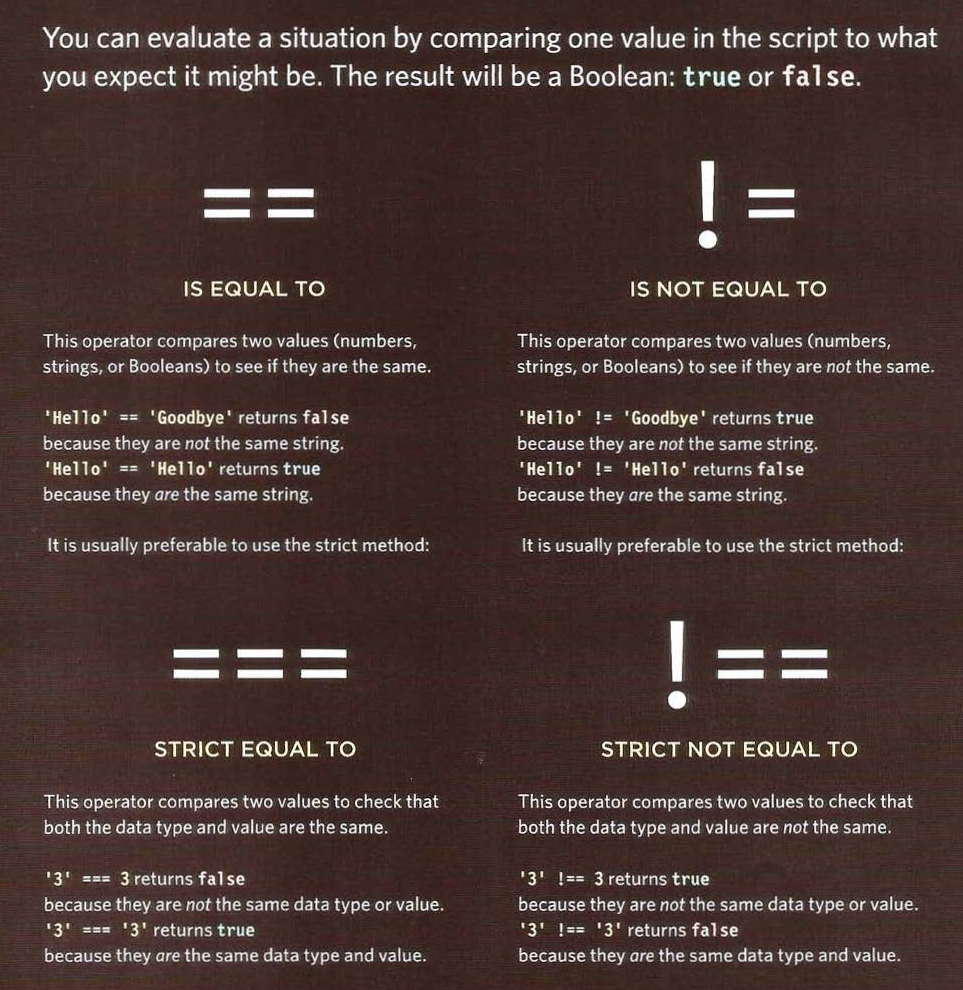 You can evaluate a situation by comparing one value in the script to what
you expect it might be. The result will be a Boolean: true or false.
==
IS EQUAL TO
This operator compares two values (numbers,
strings, or Booleans) to see if they are the same.
'Hello' == 'Goodbye' returns false
because they are not the same string.
'Hello' == 'Hello' returns true
because they are the same string.
It is usually preferable to use the strict method:
!=
IS NOT EQUAL TO
This operator compares two values (numbers,
strings, or Booleans) to see if they are not the same.
'Hello' != 'Goodbye' returns true
because they are not the same string.
'Hello' != 'Hello' returns false
because they are the same string.
It is usually preferable to use the strict method:
===
STRICT EQUAL TO
This operator compares two values to check that
both the data type and value are the same.
'3' === 3 returns false
because they are not the same data type or value.
'3' === '3' returns true
because they are the same data type and value.
!==
STRICT NOT EQUAL TO
This operator compares two values to check that
both the data type and value are not the same.
'3' !== 3 returns true
because they are not the same data type or value.
'3' !== '3' returns false
because they are the same data type and value.